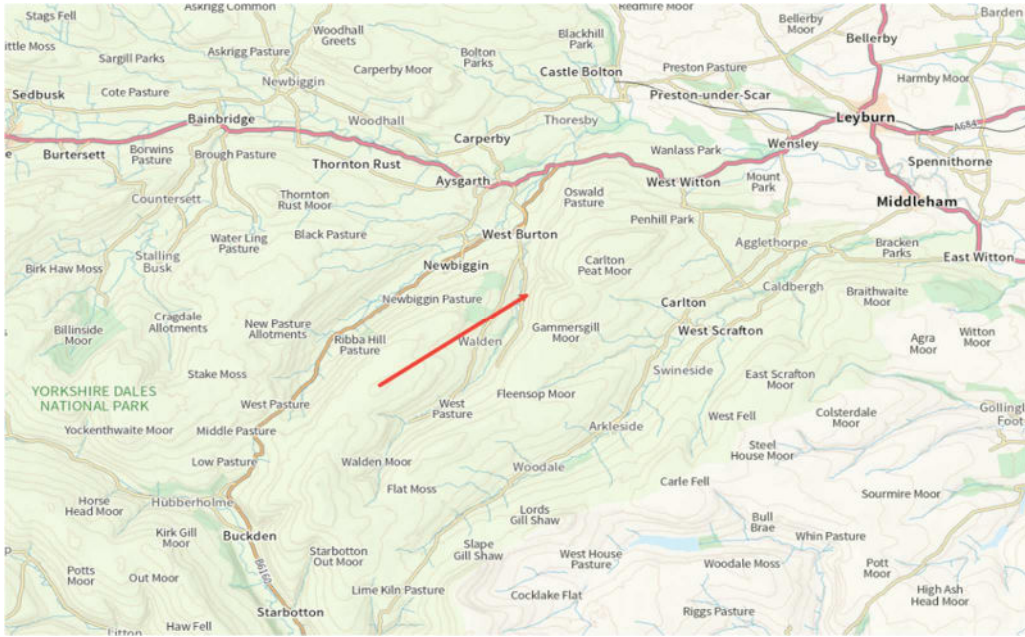 Stags Fell
Askrigg Common
Redmire Moor
Barden
Woodhall
Greets
Blackhill
Park
Bellerby
Moor
Bellerby
Sargill Parks
Askrigg Pasture
Carperby Moor
Bolton
Parks
Castle Bolton
Preston Pasture
Harmby Moor
Newbiggin
Sedbusk
Cote Pasture
Preston-under-Scar
Bainbridge
Woodhall
Thoresby
Leyburn
A684
Carperby
Burtersett
Borwins
Pasture
Brough Pasture
Thornton Rust
Wanlass Park
Wensley
Spennithorne
Aysgarth
West Witton
Mount
Park
Countersett
Thornton
Rust Moor
Oswald
Pasture
Middleham
Penhill Park
Water Ling
Pasture
Black Pasture
West Burton
Agglethorpe
Bracken
Parks
Stalling
Busk
East Witton
Birk Haw Moss
Newbiggin
Carlton
Peat Moor
Caldbergh
Braithwaite
Moor
Newbiggin Pasture
Carlton
Cragdale
Allotments
New Pasture
Allotments
Billinside
Moor
Ribba Hill
Pasture
Walden
Gammersgill
Moor
West Scrafton
Agra
Moor
Witton
Moor
Stake Moss
Swineside
East Scrafton
Moor
YORKSHIRE DALES
NATIONAL PARK
West Pasture
West
Pasture
Fleensop Moor
Colsterdale
Moor
West Fell
Yockenthwaite Moor
Middle Pasture
Arkleside
Steel
House Moor
Low Pasture
Walden Moor
Woodale
Carle Fell
Flat Moss
Sourmire Moor
Horse
Head Moor
Hubberholme
Lords
Gill Shaw
Bull
Brae
Kirk Gill
Moor
Buckden
Whin Pasture
Slape
Gill Shaw
Starbotton
Out Moor
West House
Pasture
Woodale Moss
Pott
Moor
Potts
Moor
Out Moor
B6160
Lime Kiln Pasture
Cocklake Flat
High Ash
Head Moor
Starbotton
Riggs Pasture
Haw Fell